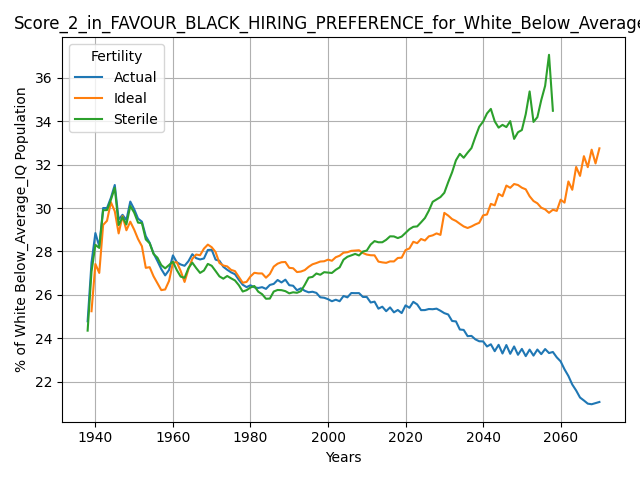 Score_2_in_FAVOUR_BLACK_HIRING_PREFERENCE_for_White_Below_Average
Fertility
Actual
Ideal
Sterile
% of White Below_Average_IQ Population
36
34
32
30
28
26
24
22
1940 1960 1980 2000 2020 2040 2060
Years